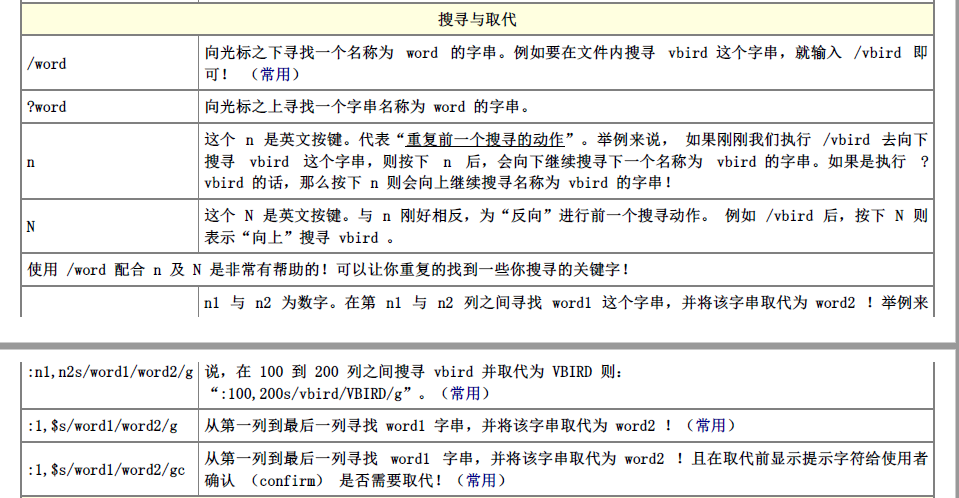 搜寻与取代
/word
向光标之下寻找一个名称为 word 的字串。例如要在文件内搜寻 vbird 这个字串，就输入 /vbird 即
可！ （常用）
?word
向光标之上寻找一个字串名称为 word 的字串。
n
这个 n 是英文按键。代表“重复前一个搜寻的动作”。举例来说， 如果刚刚我们执行 /vbird 去向下
搜寻 vbird 这个字串，则按下 n 后，会向下继续搜寻下一个名称为 vbird 的字串。如果是执行 ?
vbird 的话，那么按下 n 则会向上继续搜寻名称为 vbird 的字串！
N
这个 N 是英文按键。与 n 刚好相反，为“反向”进行前一个搜寻动作。 例如 /vbird 后，按下 N 则
表示“向上”搜寻 vbird 。
使用 /word 配合 n 及 N 是非常有帮助的！可以让你重复的找到一些你搜寻的关键字！
n1 与 n2 为数字。在第 n1 与 n2 列之间寻找 word1 这个字串，并将该字串取代为 word2 ！举例来
:n1,n2s/word1/word2/g
说，在 100 到 200 列之间搜寻 vbird 并取代为 VBIRD 则：
“:100,200s/vbird/VBIRD/g”。（常用）
:1,$s/word1/word2/g
从第一列到最后一列寻找 word1 字串，并将该字串取代为 word2 ！（常用）
:1,$s/word1/word2/gc
从第一列到最后一列寻找 word1 字串，并将该字串取代为 word2 ！且在取代前显示提示字符给使用者
确认 （confirm） 是否需要取代！（常用）